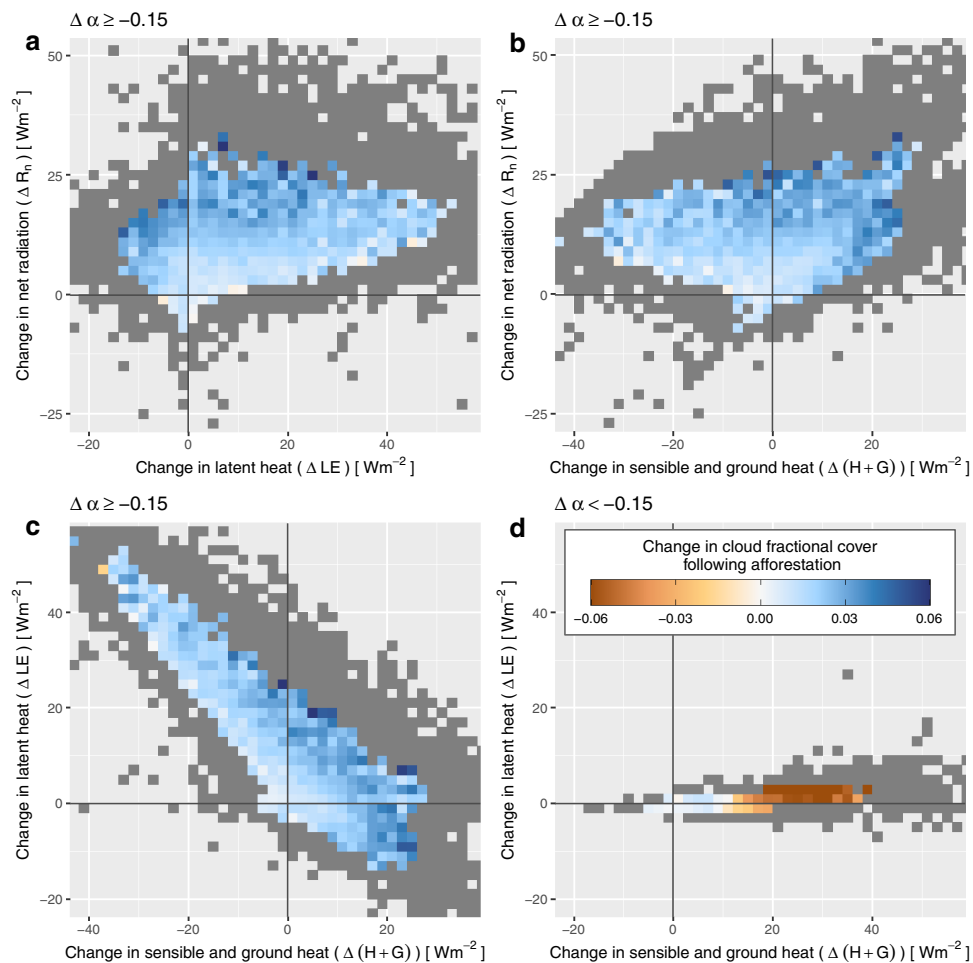 Δ α ≥ −0.15
a
50
25
0
−25
−20
0
20
40
Change in net radiation ( Δ Rn ) [ Wm−2 ]
Change in latent heat ( Δ LE ) [ Wm−2 ]
Δ α ≥ −0.15
b
50
25
0
−25
−40
−20
0
20
Change in net radiation ( Δ Rn ) [ Wm−2 ]
Change in sensible and ground heat ( Δ (H + G) ) [ Wm−2 ]
Δ α ≥ −0.15
c
40
20
0
−20
−40
−20
0
20
Change in latent heat ( Δ LE ) [ Wm−2 ]
Change in sensible and ground heat ( Δ (H + G) ) [ Wm−2 ]
Δ α < −0.15
d
Change in cloud fractional cover
following afforestation
−0.06 −0.03 0.00 0.03 0.06
40
20
0
−20
−20
0
20
40
Change in latent heat ( Δ LE ) [ Wm−2 ]
Change in sensible and ground heat ( Δ (H + G) ) [ Wm−2 ]